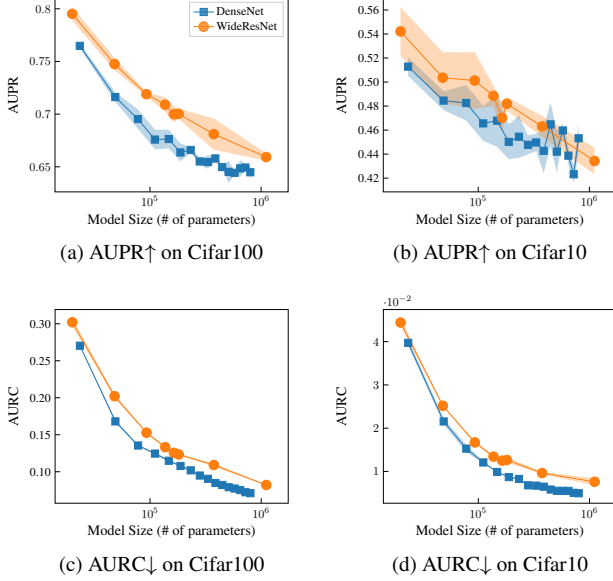 0.8
0.75
0.7
0.65
AUPR
DenseNet
WideResNet
10^5
10^6
Model Size (# of parameters)
(a) AUPR↑ on Cifar100
0.56
0.54
0.52
0.50
0.48
0.46
0.44
0.42
AUPR
10^5
10^6
Model Size (# of parameters)
(b) AUPR↑ on Cifar10
0.30
0.25
0.20
0.15
0.10
AURC
10^5
10^6
Model Size (# of parameters)
(c) AURC↓ on Cifar100
·10^−2
4
3
2
1
AURC
10^5
10^6
Model Size (# of parameters)
(d) AURC↓ on Cifar10